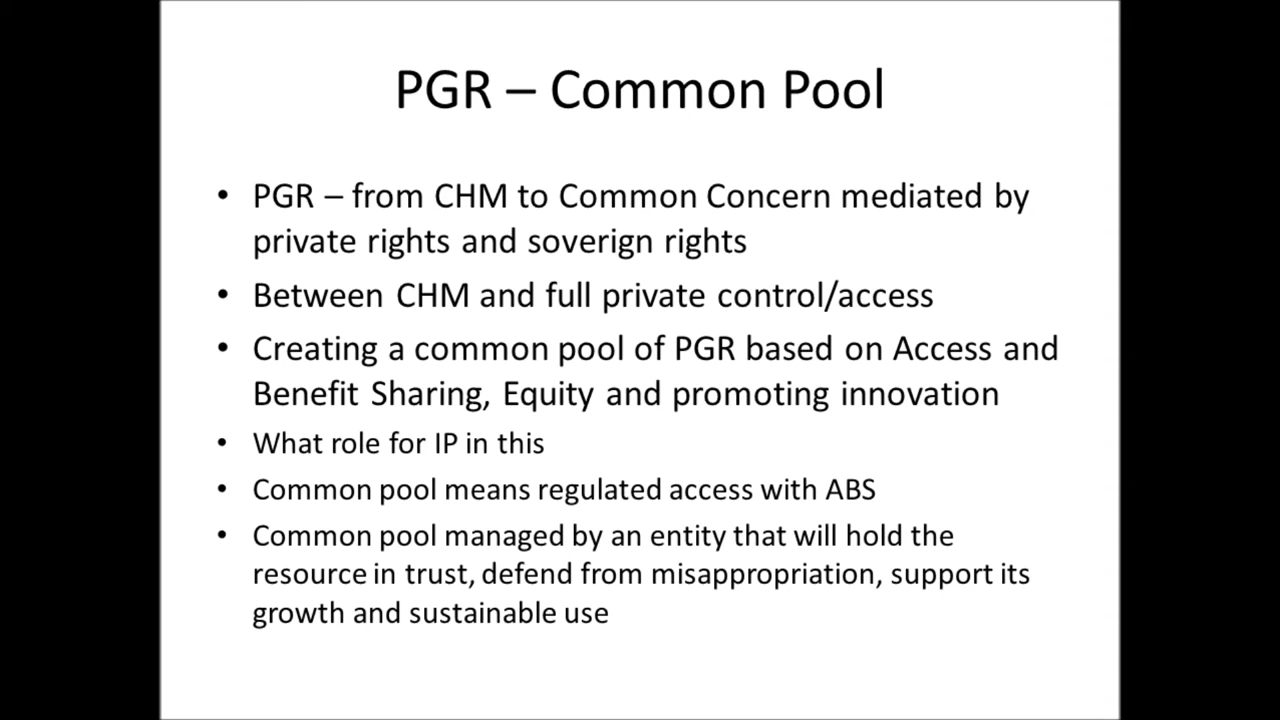 PGR – Common Pool
• PGR – from CHM to Common Concern mediated by
private rights and soverign rights
• Between CHM and full private control/access
• Creating a common pool of PGR based on Access and
Benefit Sharing, Equity and promoting innovation
• What role for IP in this
• Common pool means regulated access with ABS
• Common pool managed by an entity that will hold the
resource in trust, defend from misappropriation, support its
growth and sustainable use